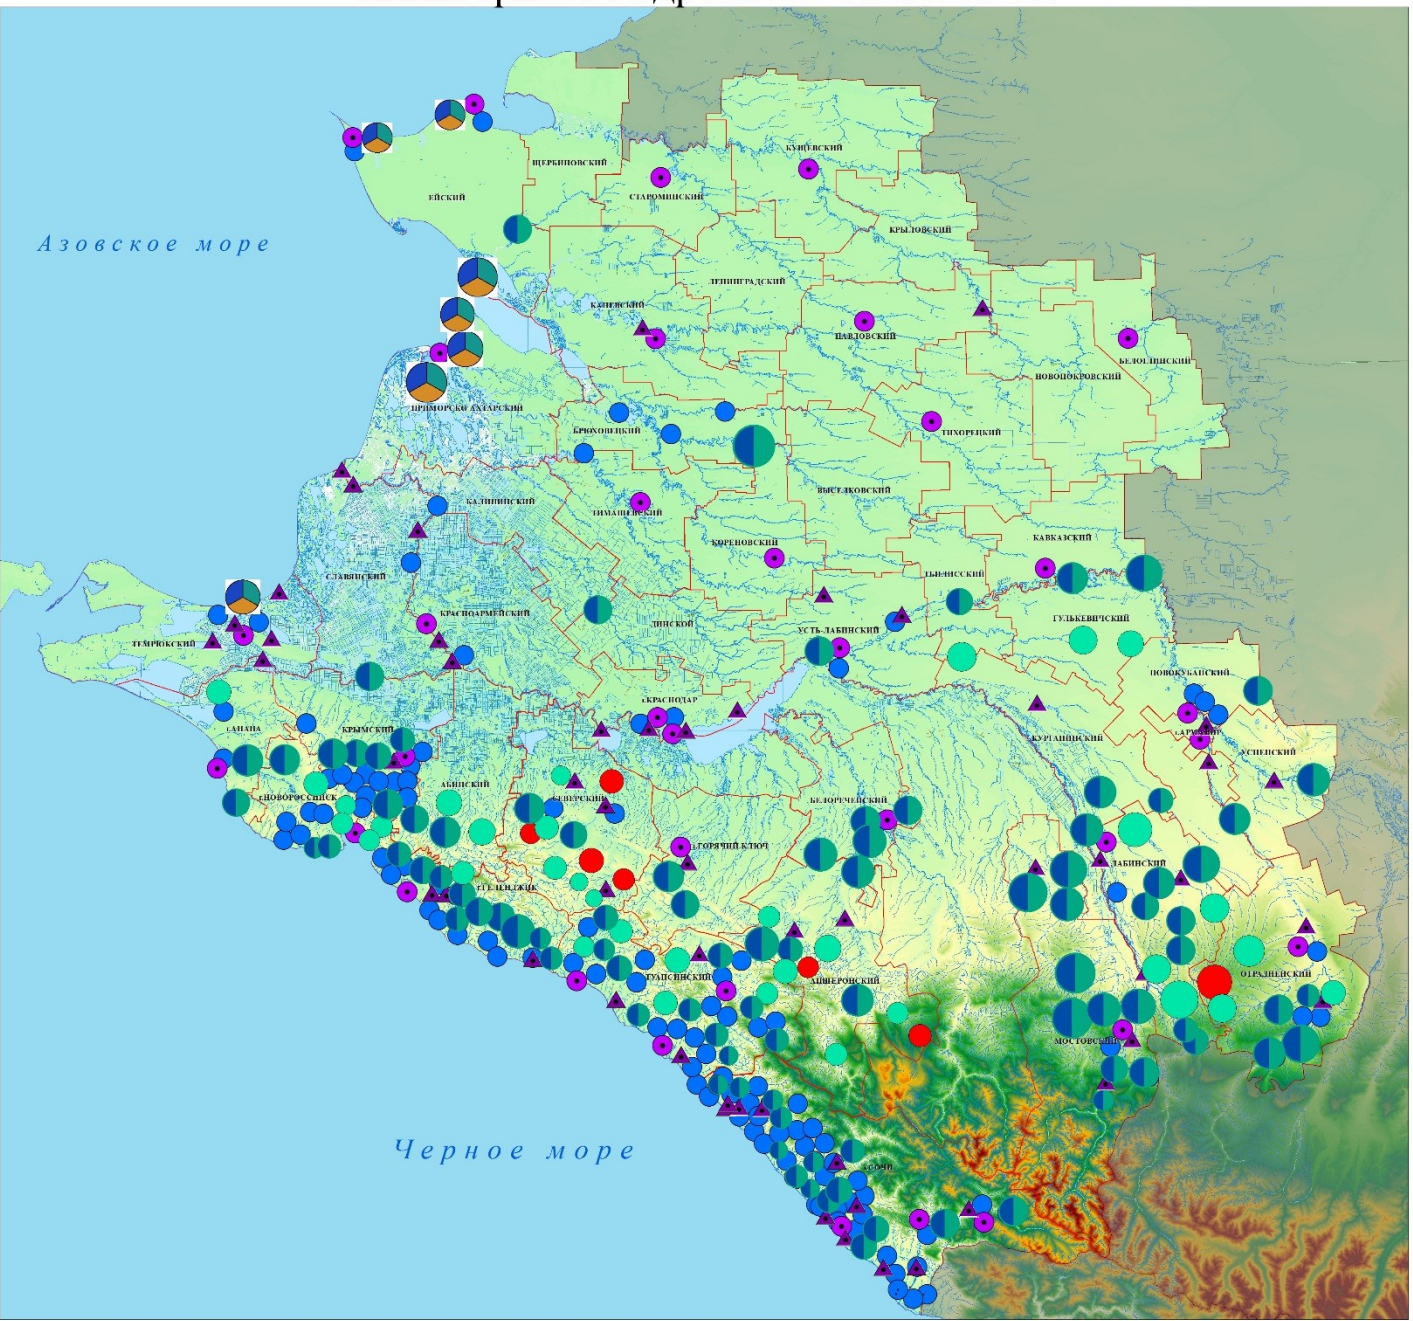 КУЩЕВСКИЙ
ЩЕРБИНОВСКИЙ
ЕЙСКИЙ
СТАРОМИНСКИЙ
КРЫЛОВСКИЙ
Азовское море
ЛЕНИНГРАДСКИЙ
КАНЕВСКИЙ
ПАВЛОВСКИЙ
БЕЛОГЛИНСКИЙ
НОВОПОКРОВСКИЙ
ПРИМОРСКО АХТАРСКИЙ
БРЮХОВЕЦКИЙ
ТИХОРЕЦКИЙ
ВЫСЕЛКОВСКИЙ
КАЛИНИНСКИЙ
ТИМАШЕВСКИЙ
КОРЕНОВСКИЙ
КАВКАЗСКИЙ
СЛАВЯНСКИЙ
ТБИЛИССКИЙ
КРАСНОАРМЕЙСКИЙ
ГУЛЬКЕВИЧСКИЙ
ДИНСКОЙ
УСТЬ-ЛАБИНСКИЙ
ТЕМРЮКСКИЙ
НОВОКУБАНСКИЙ
г.КРАСНОДАР
г.АНАПА
КРЫМСКИЙ
г.АРМАВИР
КУРГАНИНСКИЙ
УСПЕНСКИЙ
АБИНСКИЙ
г.НОВОРОССИЙСК
СЕВЕРСКИЙ
БЕЛОРЕЧЕНСКИЙ
г.ГОРЯЧИЙ КЛЮЧ
ЛАБИНСКИЙ
г.ГЕЛЕНДЖИК
ОТРАДНЕНСКИЙ
ТУАПСИНСКИЙ
АПШЕРОНСКИЙ
МОСТОВСКИЙ
Черное море
г.СОЧИ